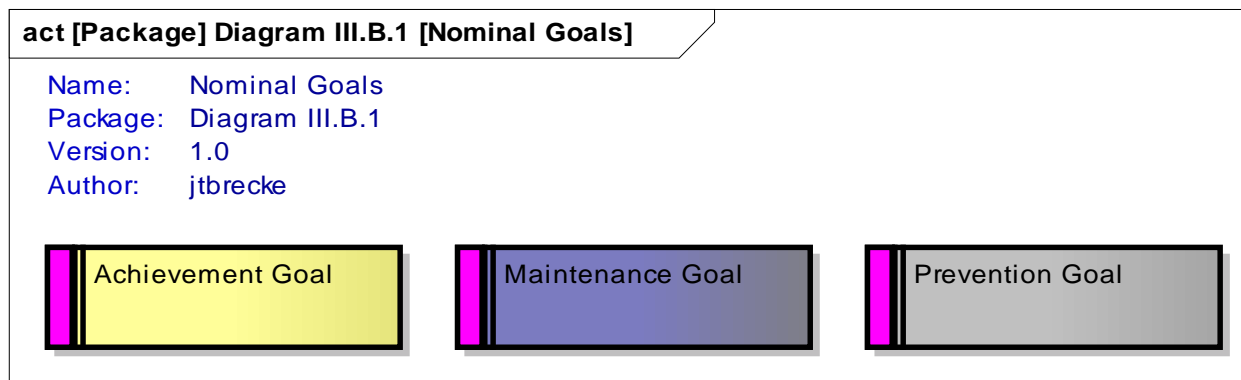 act [Package] Diagram III.B.1 [Nominal Goals]
Name: Nominal Goals
Package: Diagram III.B.1
Version: 1.0
Author: jtbrecke
Achievement Goal
Maintenance Goal
Prevention Goal